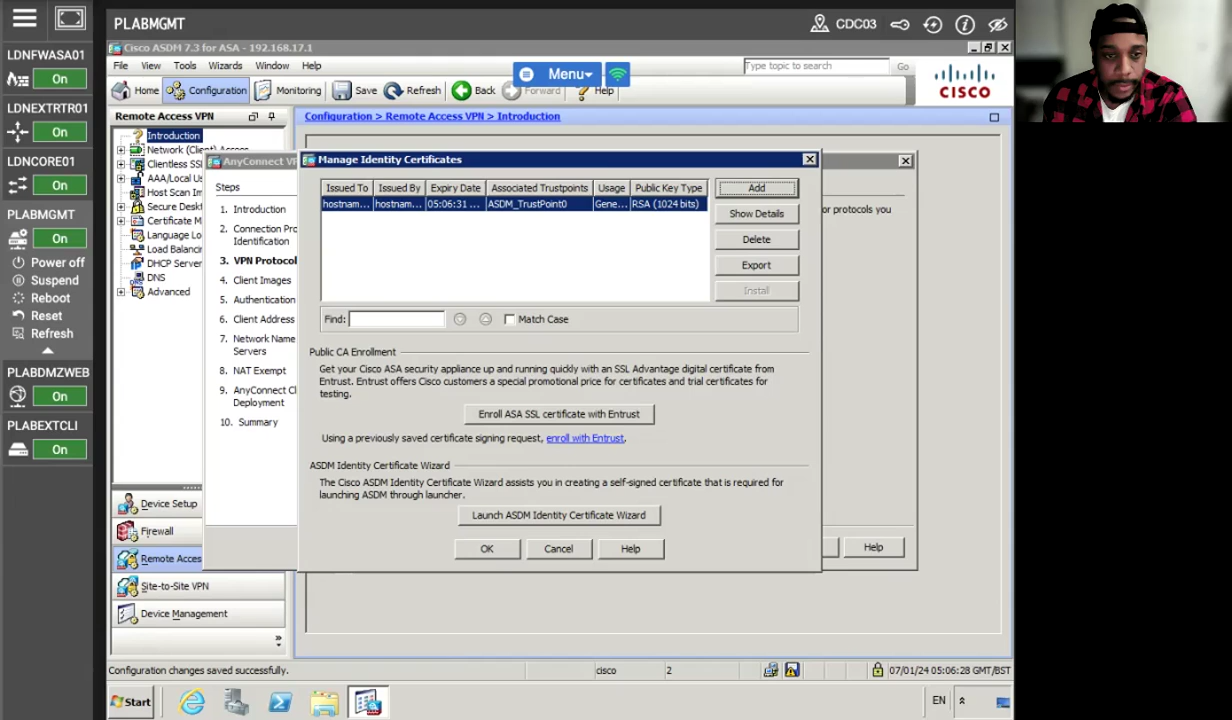 PLABMGMT
CDC03
LDNFWASA01
On
LDNEXTRTR01
On
LDNCORE01
On
PLABMGMT
On
Power off
Suspend
Reboot
Reset
Refresh
PLABDMZWEB
On
PLABEXTCLI
On
Cisco ASDM 7.3 for ASA - 192.168.17.1
File View Tools Wizards Window Help
Menu
Type topic to search
Go
Home Configuration Monitoring Save Refresh Back Forward Help
CISCO
Remote Access VPN
Configuration > Remote Access VPN > Introduction
Introduction
Network (Client) Access
Clientless SS
AAA/Local Us
Host Scan Im
Secure Deskt
Certificate M
Language Lo
Load Balancin
DHCP Server
DNS
Advanced
AnyConnect VP
Steps
1. Introduction
2. Connection Pro
Identification
3. VPN Protocol
4. Client Images
5. Authentication
6. Client Address
7. Network Name
Servers
8. NAT Exempt
9. AnyConnect Cl
Deployment
10. Summary
or protocols you
Help
Manage Identity Certificates
Issued To Issued By Expiry Date Associated Trustpoints Usage Public Key Type
hostnam... hostnam... 05:06:31 ... ASDM_TrustPoint0 Gene... RSA (1024 bits)
Add
Show Details
Delete
Export
Install
Find: Match Case
Public CA Enrollment
Get your Cisco ASA security appliance up and running quickly with an SSL Advantage digital certificate from
Entrust. Entrust offers Cisco customers a special promotional price for certificates and trial certificates for
testing.
Enroll ASA SSL certificate with Entrust
Using a previously saved certificate signing request, enroll with Entrust.
ASDM Identity Certificate Wizard
The Cisco ASDM Identity Certificate Wizard assists you in creating a self-signed certificate that is required for
launching ASDM through launcher.
Launch ASDM Identity Certificate Wizard
OK Cancel Help
Device Setup
Firewall
Remote Acces
Site-to-Site VPN
Device Management
Configuration changes saved successfully.
cisco
2
07/01/24 05:06:28 GMT/BST
Start
EN